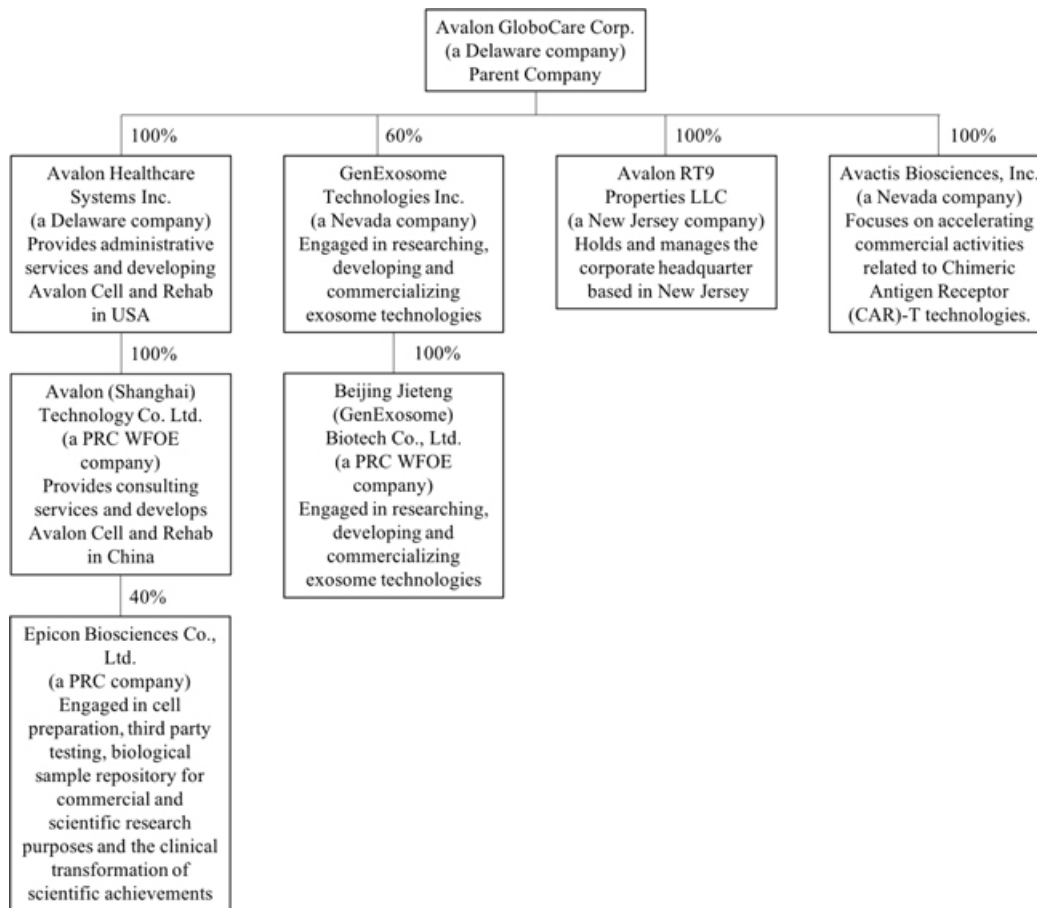 Avalon GloboCare Corp.
(a Delaware company)
Parent Company
100%
60%
100%
100%
Avalon Healthcare
Systems Inc.
(a Delaware company)
Provides administrative
services and developing
Avalon Cell and Rehab
in USA
GenExosome
Technologies Inc.
(a Nevada company)
Engaged in researching,
developing and
commercializing
exosome technologies
Avalon RT9
Properties LLC
(a New Jersey company)
Holds and manages the
corporate headquarter
based in New Jersey
Avactis Biosciences, Inc.
(a Nevada company)
Focuses on accelerating
commercial activities
related to Chimeric
Antigen Receptor
(CAR)-T technologies.
100%
100%
Avalon (Shanghai)
Technology Co. Ltd.
(a PRC WFOE
company)
Provides consulting
services and develops
Avalon Cell and Rehab
in China
Beijing Jieteng
(GenExosome)
Biotech Co., Ltd.
(a PRC WFOE
company)
Engaged in researching,
developing and
commercializing
exosome technologies
40%
Epicon Biosciences Co.,
Ltd.
(a PRC company)
Engaged in cell
preparation, third party
testing, biological
sample repository for
commercial and
scientific research
purposes and the clinical
transformation of
scientific achievements